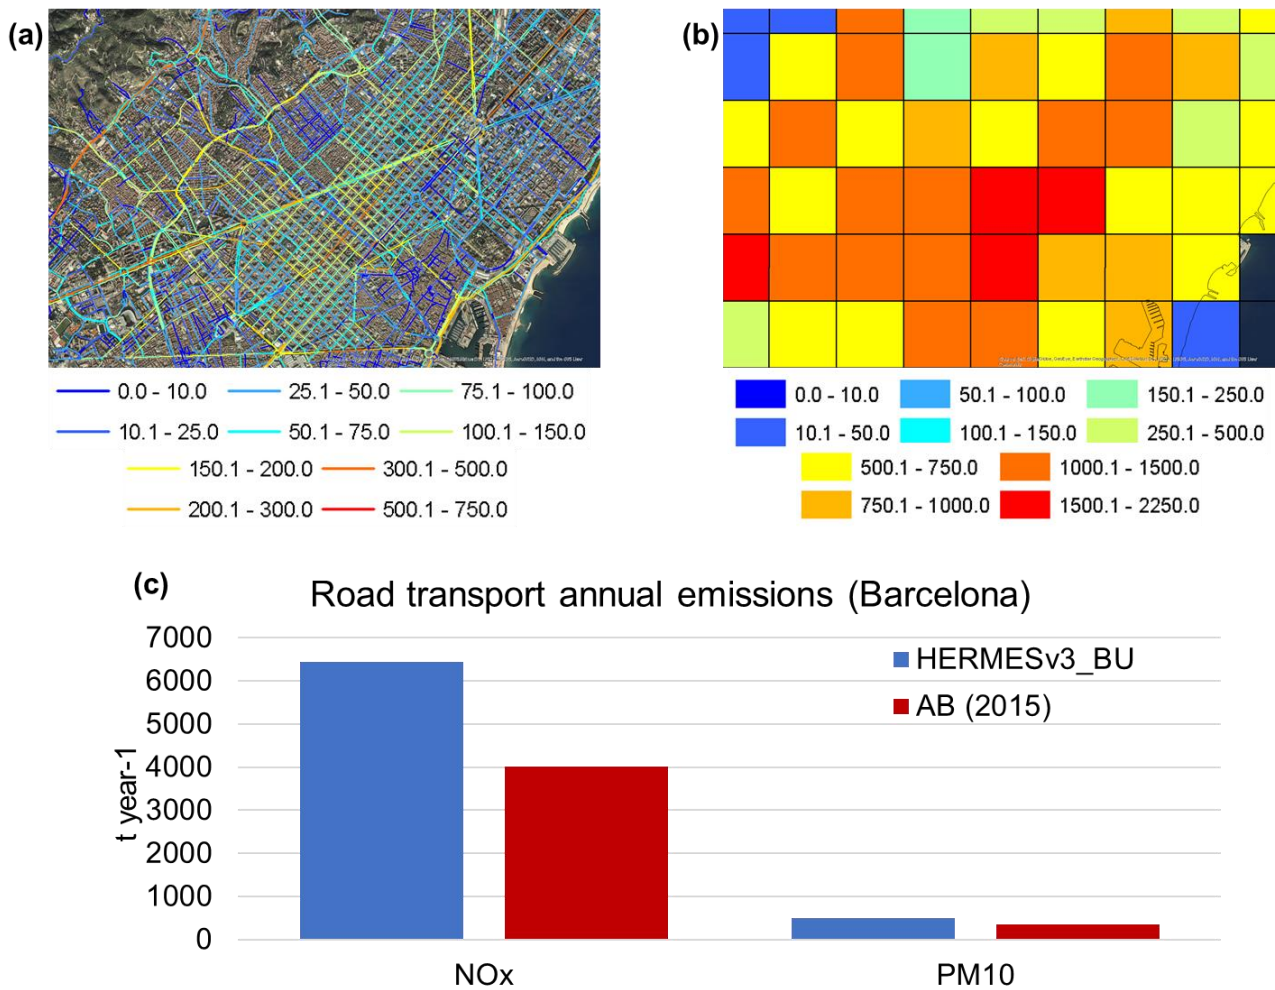 (a)
(b)
0.0 - 10.0 25.1 - 50.0 75.1 - 100.0
10.1 - 25.0 50.1 - 75.0 100.1 - 150.0
150.1 - 200.0 300.1 - 500.0
200.1 - 300.0 500.1 - 750.0
0.0 - 10.0 50.1 - 100.0 150.1 - 250.0
10.1 - 50.0 100.1 - 150.0 250.1 - 500.0
500.1 - 750.0 1000.1 - 1500.0
750.1 - 1000.0 1500.1 - 2250.0
(c)
Road transport annual emissions (Barcelona)
t year-1
7000
6000
5000
4000
3000
2000
1000
0
HERMESv3_BU
AB (2015)
NOx PM10